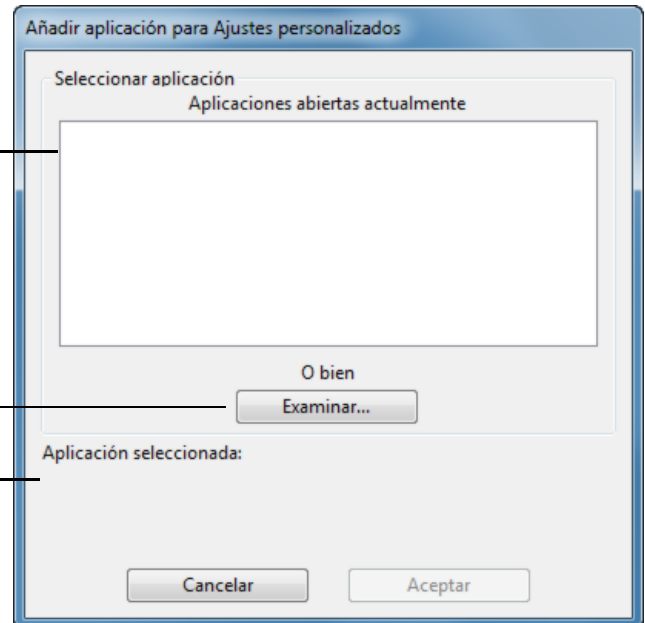 Añadir aplicación para Ajustes personalizados
Seleccionar aplicación
Aplicaciones abiertas actualmente
O bien
Examinar...
Aplicación seleccionada:
Cancelar
Aceptar